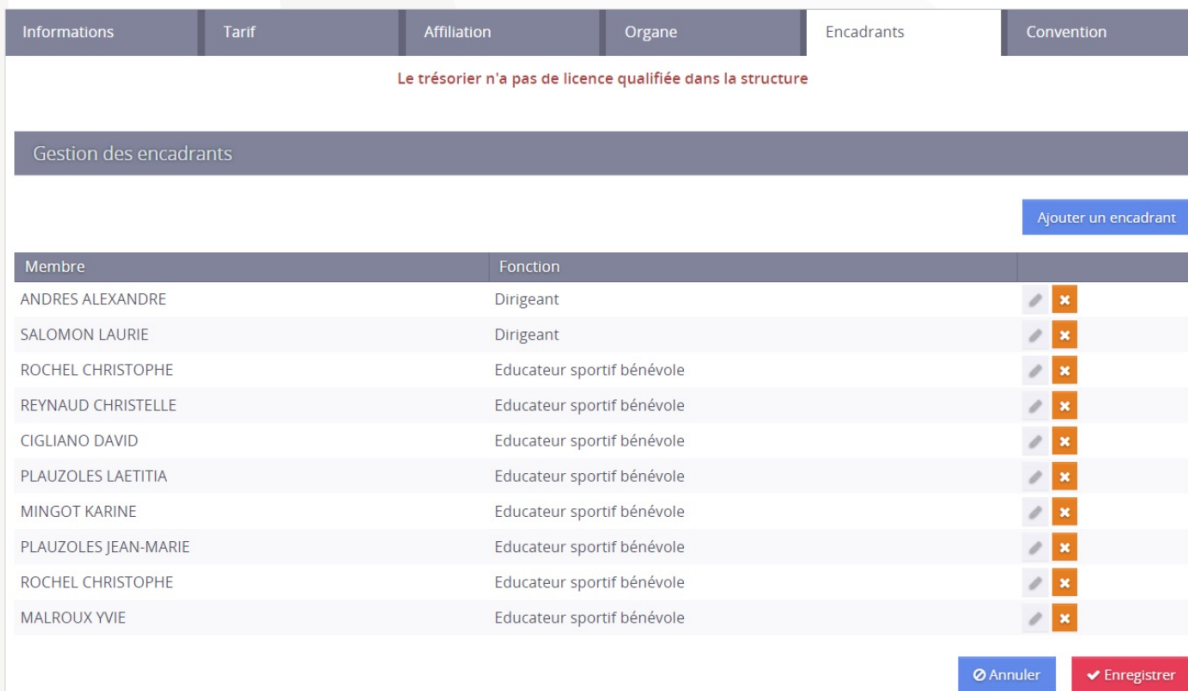 Informations Tarif Affiliation Organe Encadrants Convention
Le trésorier n'a pas de licence qualifiée dans la structure
Gestion des encadrants
Ajouter un encadrant
Membre Fonction
ANDRES ALEXANDRE Dirigeant
SALOMON LAURIE Dirigeant
ROCHEL CHRISTOPHE Educateur sportif bénévole
REYNAUD CHRISTELLE Educateur sportif bénévole
CIGLIANO DAVID Educateur sportif bénévole
PLAUZOLES LAETITIA Educateur sportif bénévole
MINGOT KARINE Educateur sportif bénévole
PLAUZOLES JEAN-MARIE Educateur sportif bénévole
ROCHEL CHRISTOPHE Educateur sportif bénévole
MALROUX YVIE Educateur sportif bénévole
Annuler Enregistrer